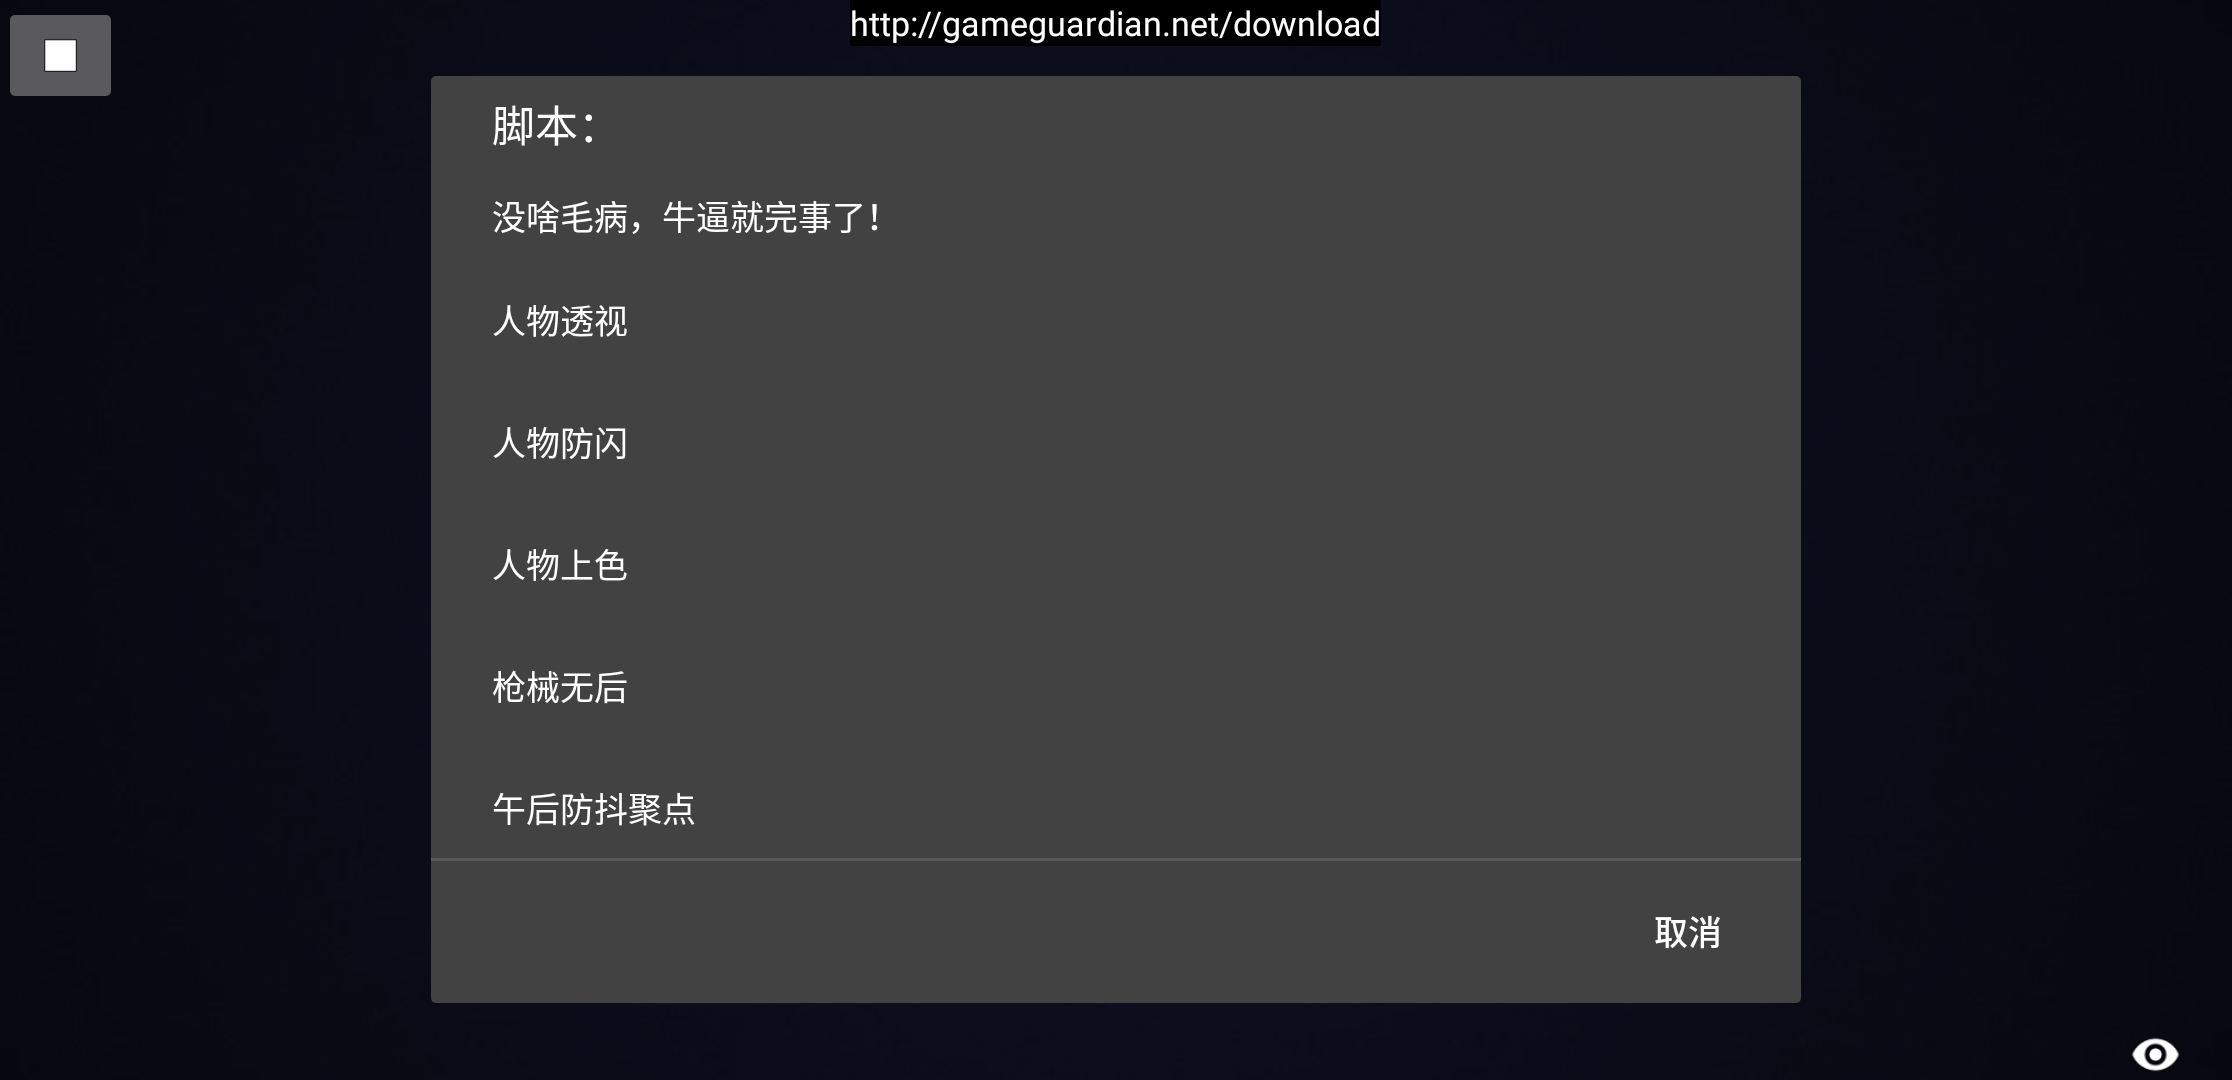 http://gameguardian.net/download
脚本：
没啥毛病，牛逼就完事了！
人物透视
人物防闪
人物上色
枪械无后
午后防抖聚点
取消